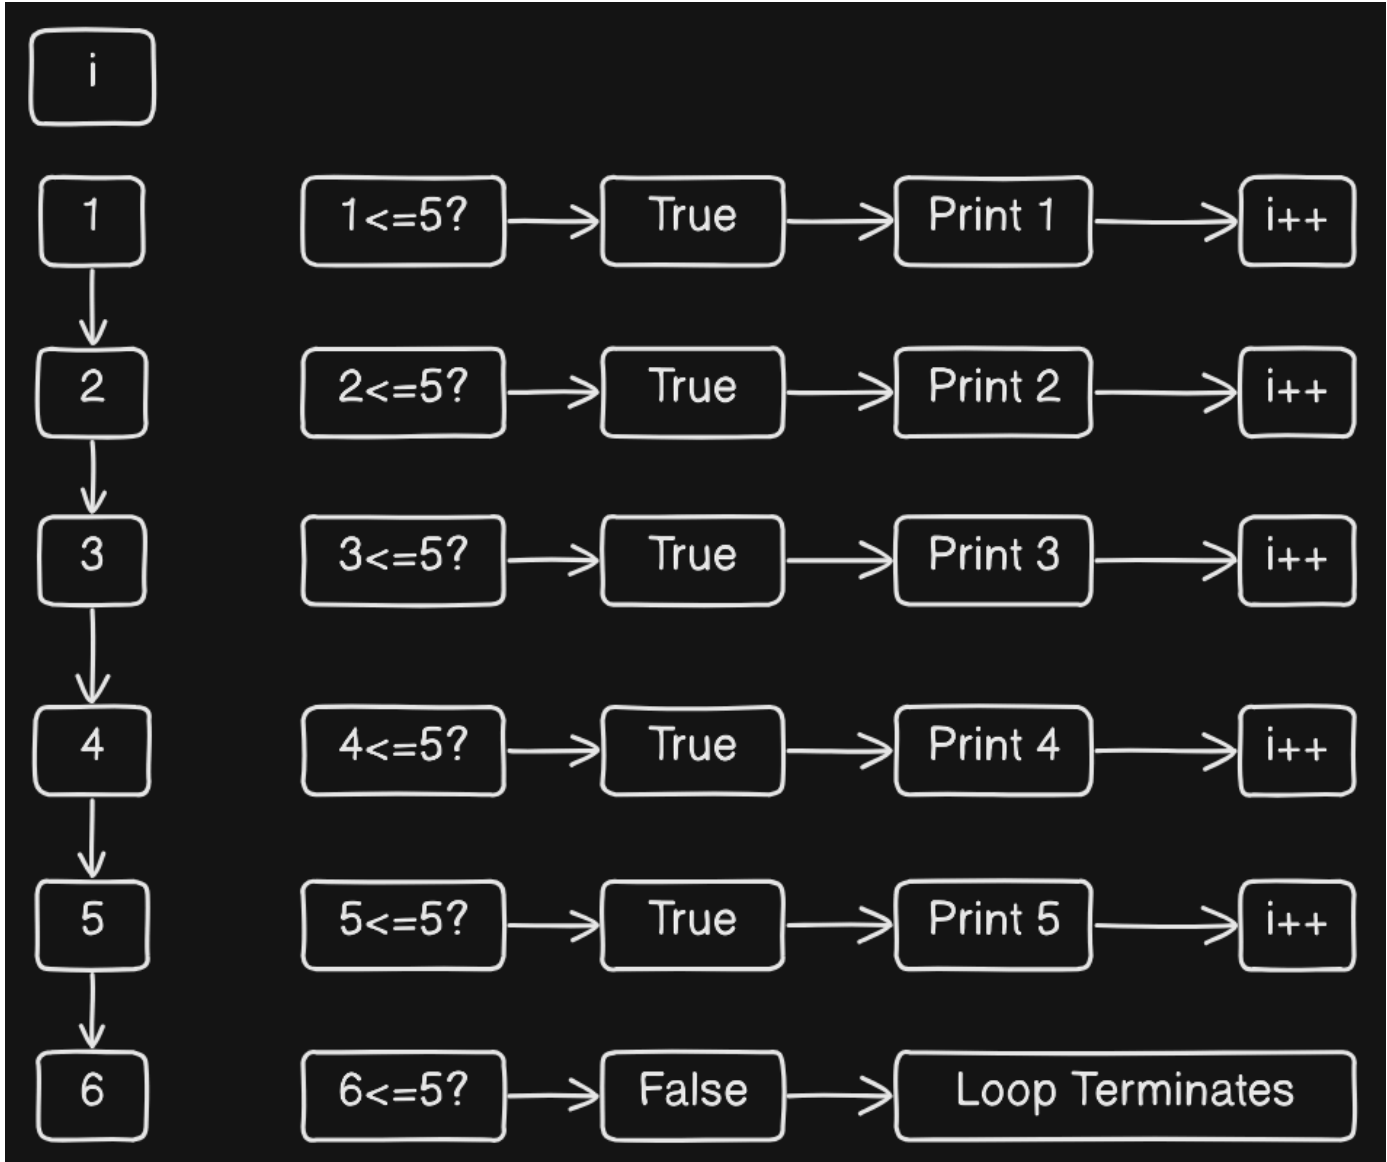 i
1 1<=5? True Print 1 i++
2 2<=5? True Print 2 i++
3 3<=5? True Print 3 i++
4 4<=5? True Print 4 i++
5 5<=5? True Print 5 i++
6 6<=5? False Loop Terminates